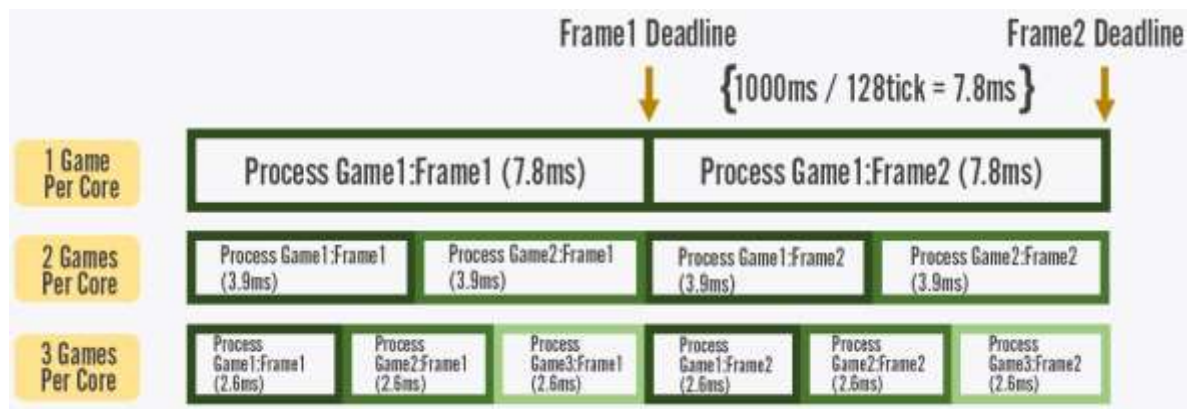 Frame1 Deadline
Frame2 Deadline
{1000ms / 128tick = 7.8ms}
1 Game
Per Core
Process Game1:Frame1 (7.8ms)
Process Game1:Frame2 (7.8ms)
2 Games
Per Core
Process Game1:Frame1
(3.9ms)
Process Game2:Frame1
(3.9ms)
Process Game1:Frame2
(3.9ms)
Process Game2:Frame2
(3.9ms)
3 Games
Per Core
Process
Game1:Frame1
(2.6ms)
Process
Game2:Frame1
(2.6ms)
Process
Game3:Frame1
(2.6ms)
Process
Game1:Frame2
(2.6ms)
Process
Game2:Frame2
(2.6ms)
Process
Game3:Frame2
(2.6ms)